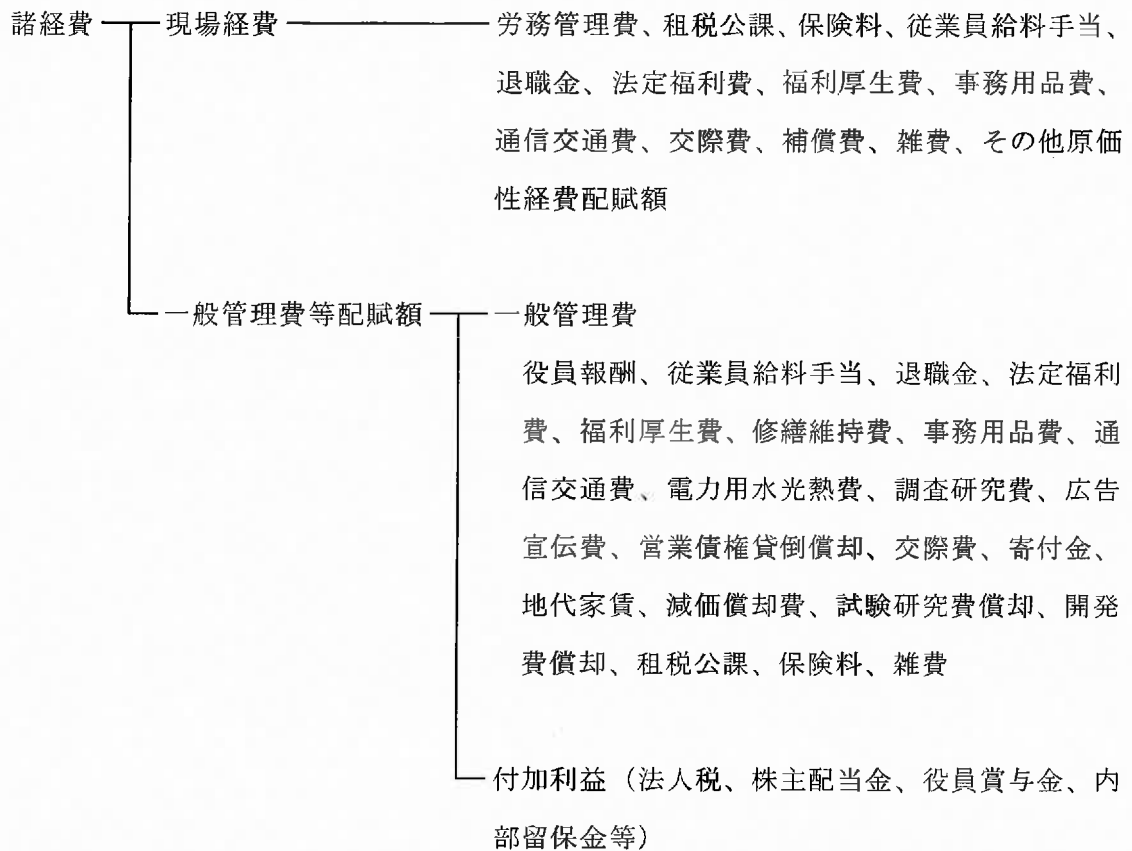 諸経費 現場経費 労務管理費、租税公課、保険料、従業員給料手当、
退職金、法定福利費、福利厚生費、事務用品費、
通信交通費、交際費、補償費、雑費、その他原価
性経費配賦額
一般管理費等配賦額 一般管理費
役員報酬、従業員給料手当、退職金、法定福利
費、福利厚生費、修繕維持費、事務用品費、通
信交通費、電力用水光熱費、調査研究費、広告
宣伝費、営業債権貸倒償却、交際費、寄付金、
地代家賃、減価償却費、試験研究費償却、開発
費償却、租税公課、保険料、雑費
付加利益（法人税、株主配当金、役員賞与金、内
部留保金等）